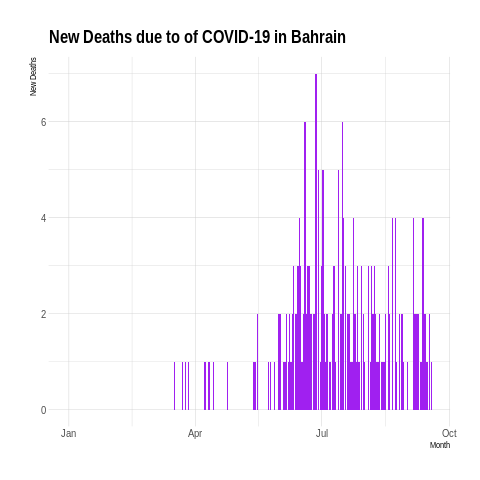 New Deaths due to of COVID-19 in Bahrain
New Deaths
6
4
2
0
Jan Apr Jul Oct
Month